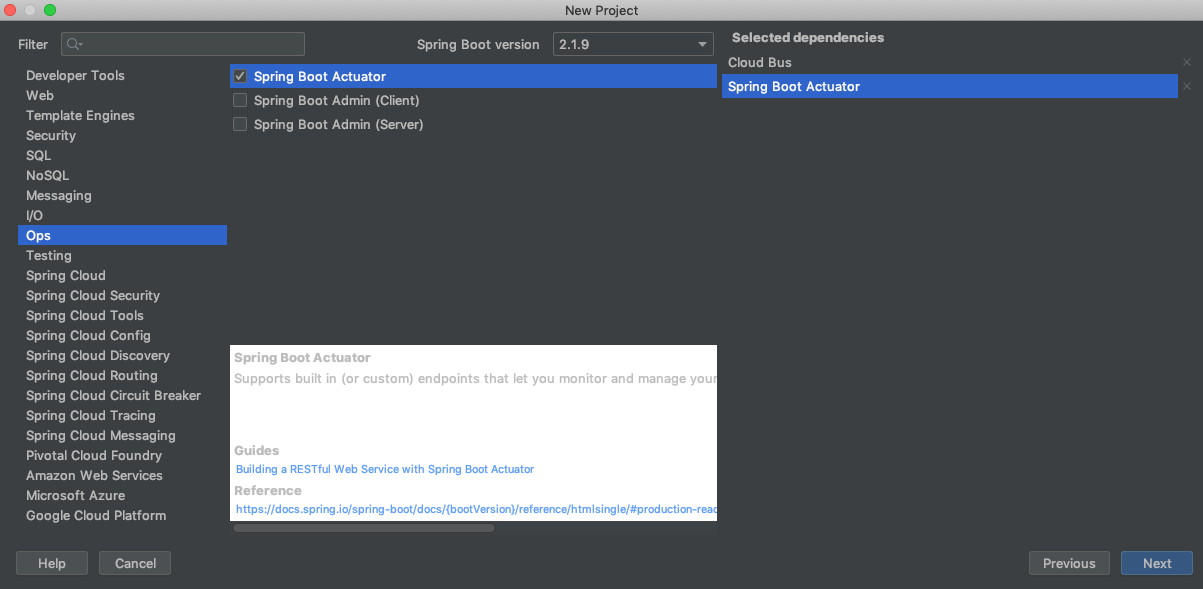 New Project
Filter
Spring Boot version
2.1.9
Developer Tools
Web
Template Engines
Security
SQL
NoSQL
Messaging
I/O
Ops
Testing
Spring Cloud
Spring Cloud Security
Spring Cloud Tools
Spring Cloud Config
Spring Cloud Discovery
Spring Cloud Routing
Spring Cloud Circuit Breaker
Spring Cloud Tracing
Spring Cloud Messaging
Pivotal Cloud Foundry
Amazon Web Services
Microsoft Azure
Google Cloud Platform
Spring Boot Actuator
Spring Boot Admin (Client)
Spring Boot Admin (Server)
Spring Boot Actuator
Supports built in (or custom) endpoints that let you monitor and manage your
Guides
Building a RESTful Web Service with Spring Boot Actuator
Reference
https://docs.spring.io/spring-boot/docs/{bootVersion}/reference/htmlsingle/#production-reac
Selected dependencies
Cloud Bus
Spring Boot Actuator
Help
Cancel
Previous
Next